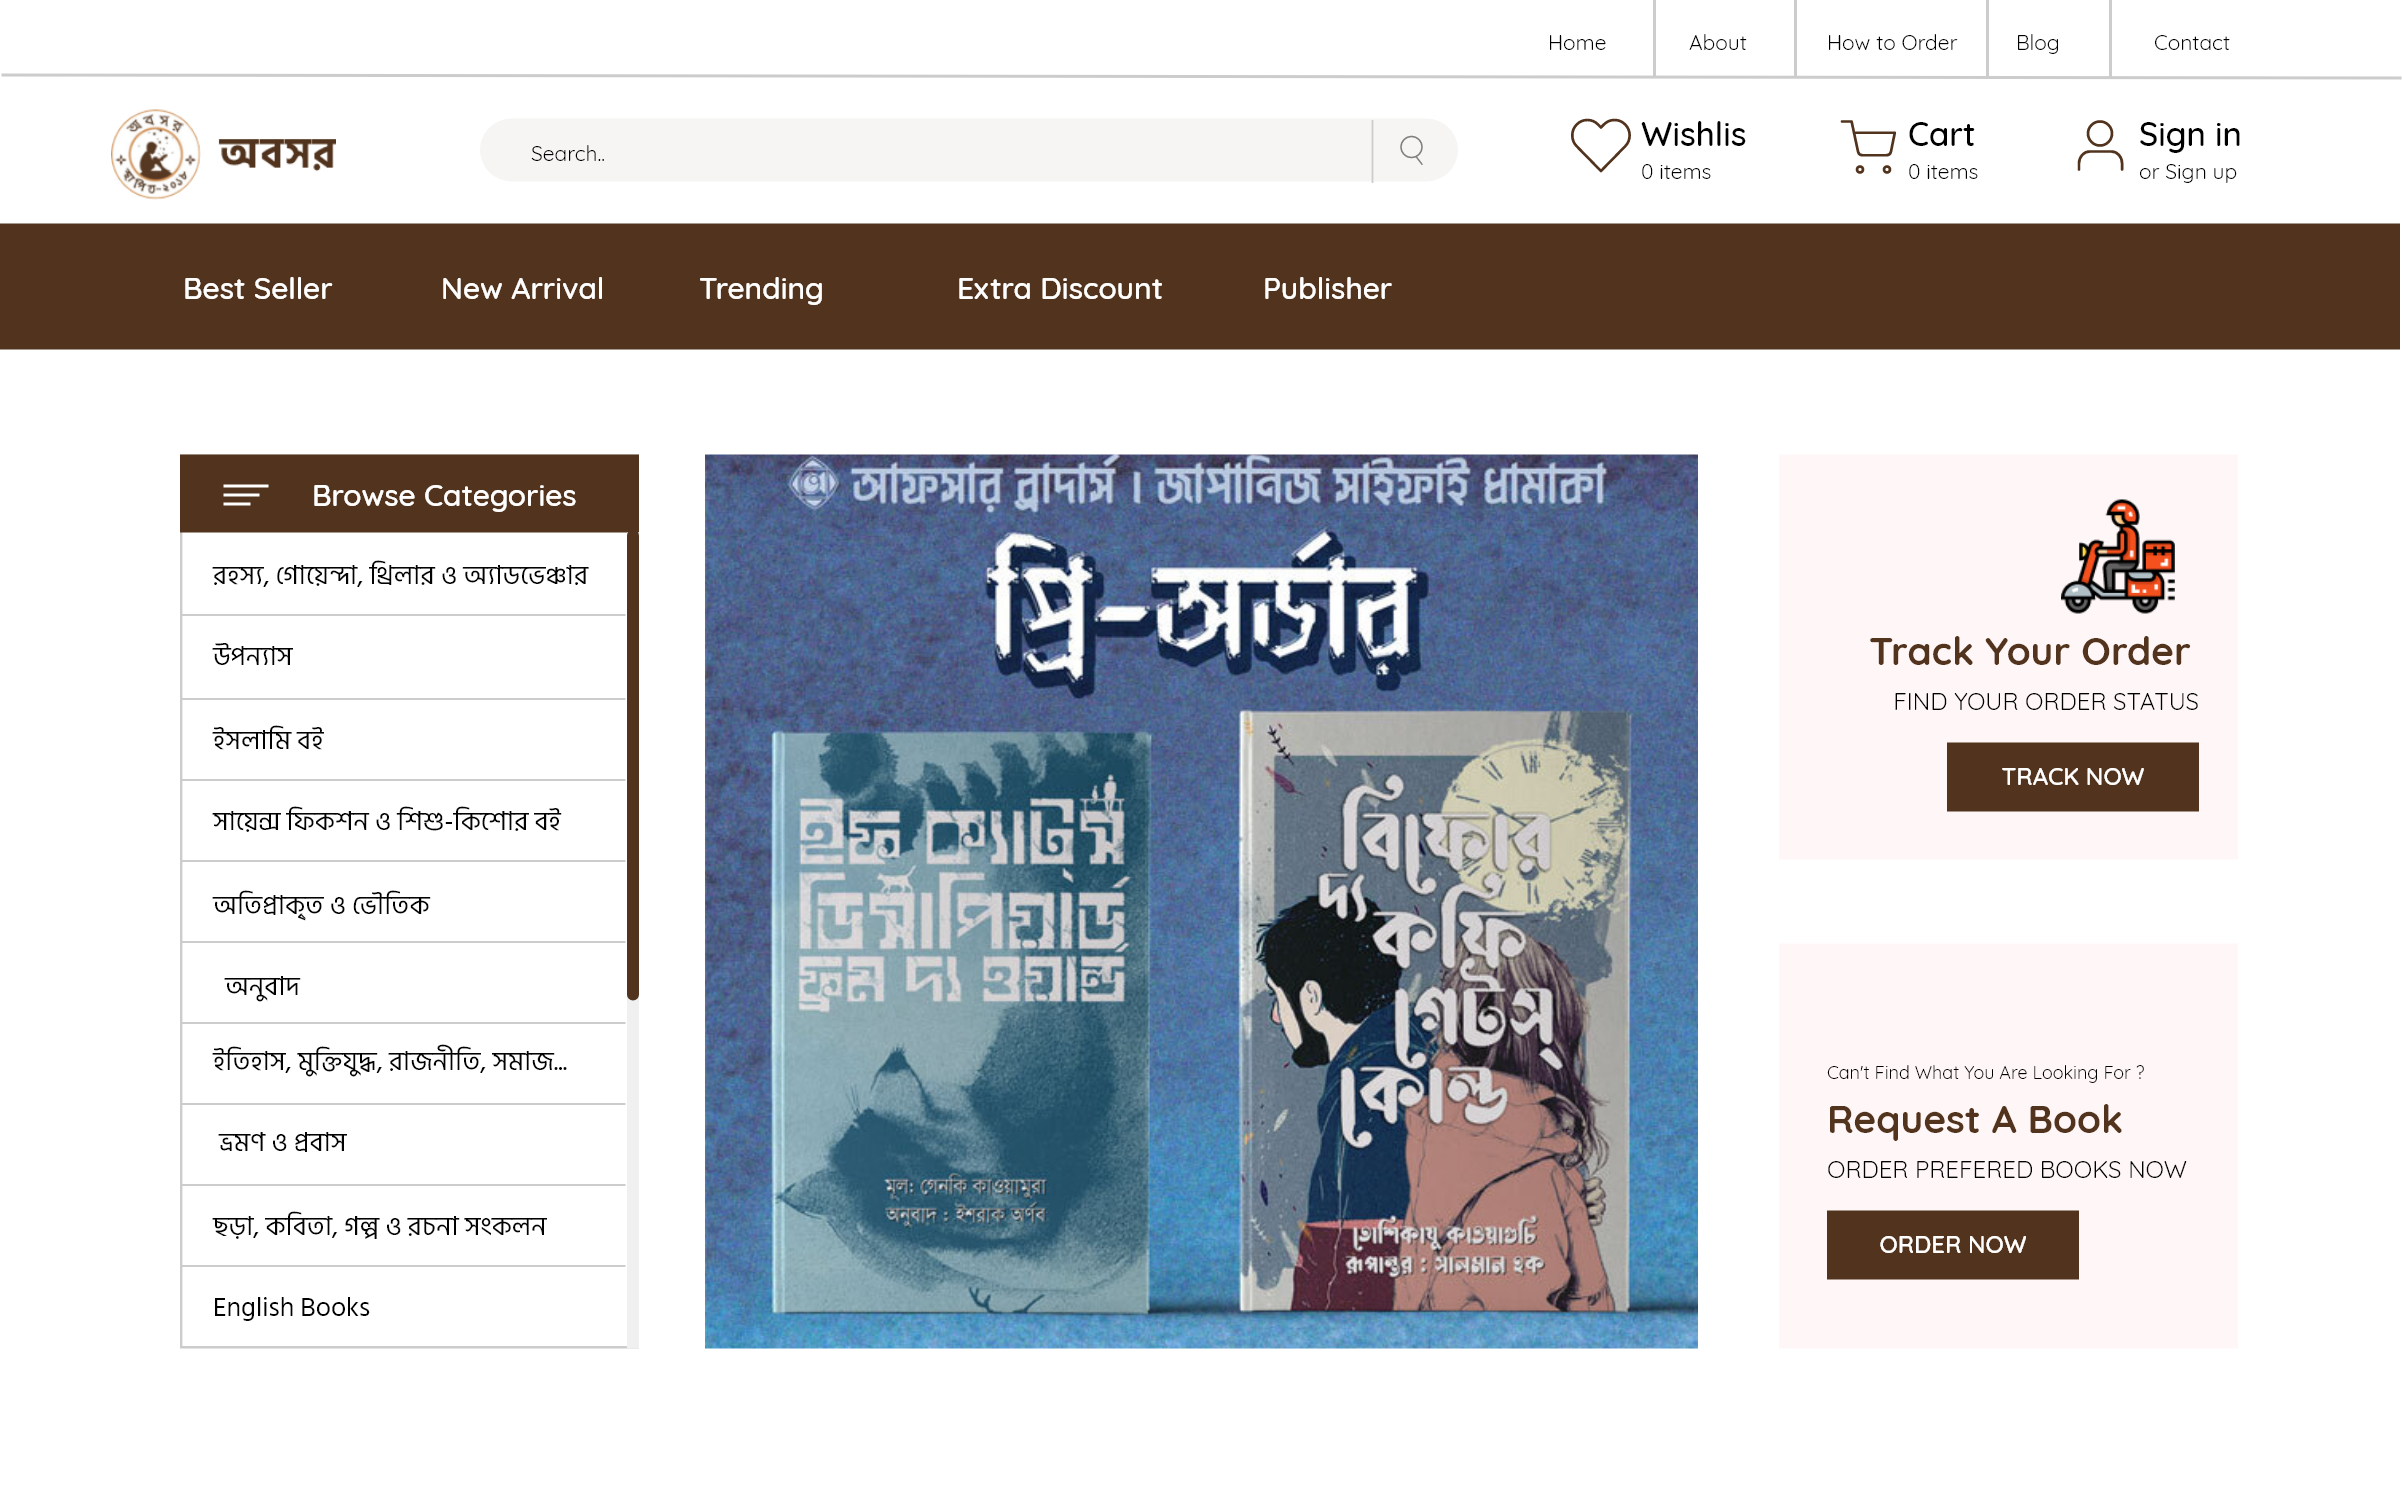 Home
About
How to Order
Blog
Contact
অবসর
স্থাপিত-২০১৮
অবসর
Search..
Wishlis
0 items
Cart
0 items
Sign in
or Sign up
Best Seller
New Arrival
Trending
Extra Discount
Publisher
Browse Categories
রহস্য, গোয়েন্দা, থ্রিলার ও অ্যাডভেঞ্চার
উপন্যাস
ইসলামি বই
সায়েন্স ফিকশন ও শিশু-কিশোর বই
অতিপ্রাকৃত ও ভৌতিক
অনুবাদ
ইতিহাস, মুক্তিযুদ্ধ, রাজনীতি, সমাজ...
ভ্রমণ ও প্রবাস
ছড়া, কবিতা, গল্প ও রচনা সংকলন
English Books
আফসার ব্রাদার্স । জাপানিজ সাইফাই ধামাকা
প্রি-অর্ডার
ইফ ক্যাট্স
ডিসাপিয়ার্ড
ফ্রম দ্য ওয়ার্ল্ড
মূল: গেনকি কাওয়ামুরা
অনুবাদ : ইশরাক অর্ণব
বিফোর
দ্য
কফি
গেটস্
কোল্ড
তোশিকাযু কাওয়াগুচি
রূপান্তর : সালমান হক
Track Your Order
FIND YOUR ORDER STATUS
TRACK NOW
Can't Find What You Are Looking For ?
Request A Book
ORDER PREFERED BOOKS NOW
ORDER NOW